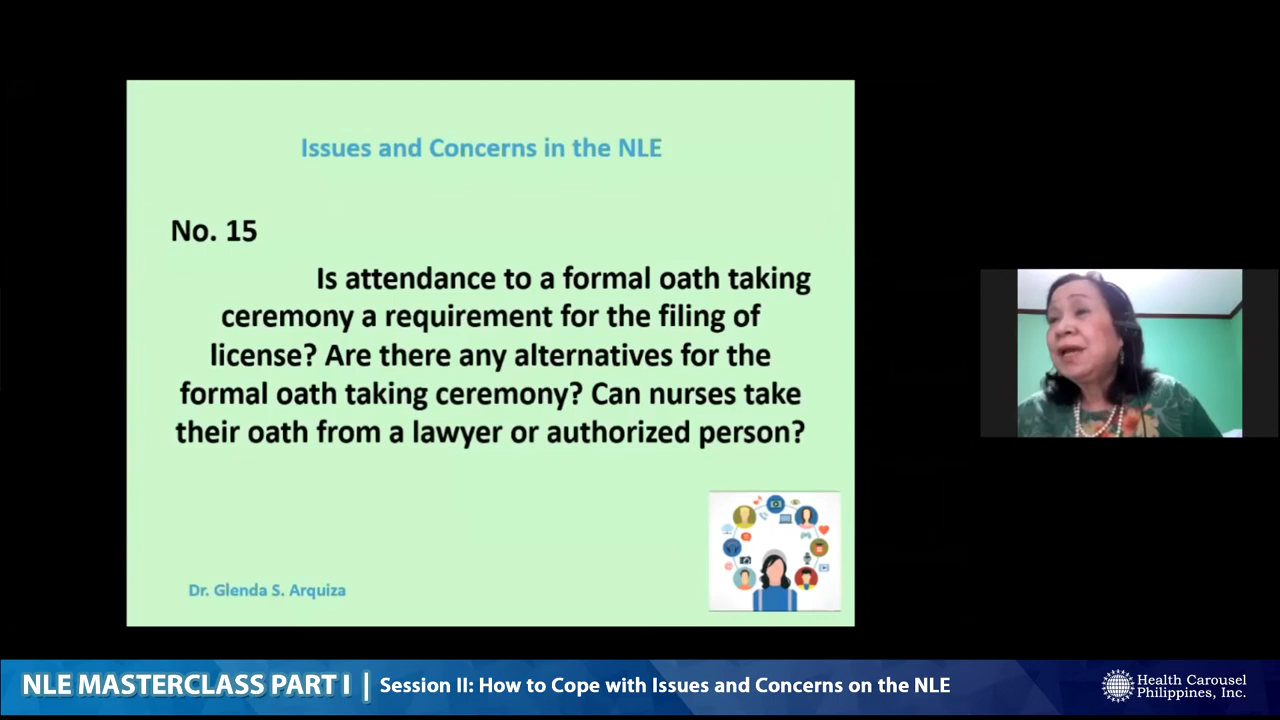 Issues and Concerns in the NLE
No. 15
Is attendance to a formal oath taking
ceremony a requirement for the filing of
license? Are there any alternatives for the
formal oath taking ceremony? Can nurses take
their oath from a lawyer or authorized person?
Dr. Glenda S. Arquiza
NLE MASTERCLASS PART I | Session II: How to Cope with Issues and Concerns on the NLE
Health Carousel
Philippines, Inc.